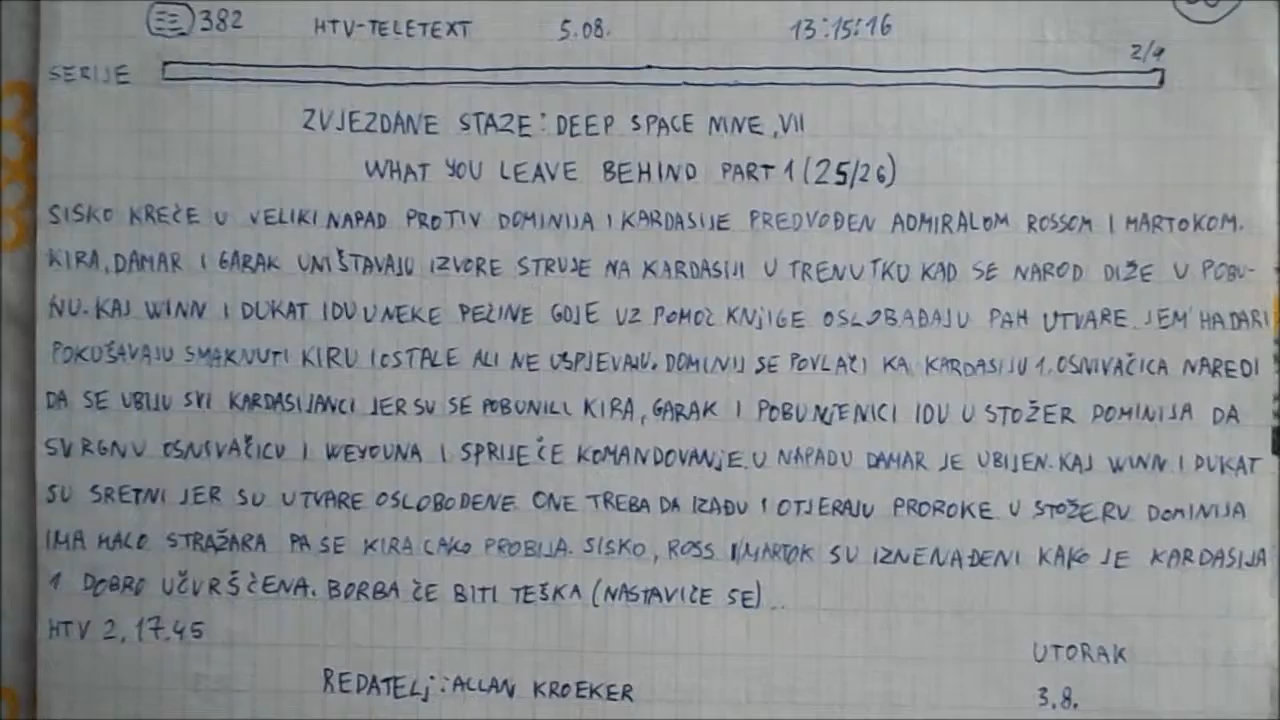 382 HTV-TELETEXT 5.08. 13:15:16
2/4
SERIJE
ZVJEZDANE STAZE: DEEP SPACE NINE, VII
WHAT YOU LEAVE BEHIND PART 1 (25/26)
SISKO KREČE U VELIKI NAPAD PROTIV DOMINIJA I KARDASIJE PREDVOĐEN ADMIRALOM ROSSOM I MARTOKOM.
KIRA, DAMAR I GARAK UNIŠTAVAJU IZVORE STRUJE NA KARDASIJI U TRENUTKU KAD SE NAROD DIŽE U POBU-
NU. KAJ WINN I DUKAT IDU U NEKE PEĆINE GDJE UZ POMOĆ KNJIGE OSLOBAĐAJU PAH UTVARE. JEM'HADARI
POKUŠAVAJU SMAKNUTI KIRU I OSTALE ALI NE USPJEVAJU. DOMINIJ SE POVLAČI KA KARDASIJU 1. OSNIVAČICA NAREDI
DA SE UBIJU SVI KARDASIJANCI JER SU SE POBUNILI. KIRA, GARAK I POBUNJENICI IDU U STOŽER DOMINIJA DA
SVRGNU OSNIVAČICU I WEYOUNA I SPRIJEČE KOMANDOVANJE. U NAPADU DAMAR JE UBIJEN. KAJ WINN I DUKAT
SU SRETNI JER SU UTVARE OSLOBOĐENE. ONE TREBA DA IZAĐU I OTJERAJU PROROKE. U STOŽERU DOMINIJA
IMA MALO STRAŽARA PA SE KIRA LAKO PROBIJA. SISKO, ROSS I MARTOK SU IZNENAĐENI KAKO JE KARDASIJA
1 DOBRO UČVRŠČENA. BORBA ĆE BITI TEŠKA (NASTAVIĆE SE)..
HTV 2, 17.45
UTORAK
REDATELJ: ALLAN KROEKER
3.8.